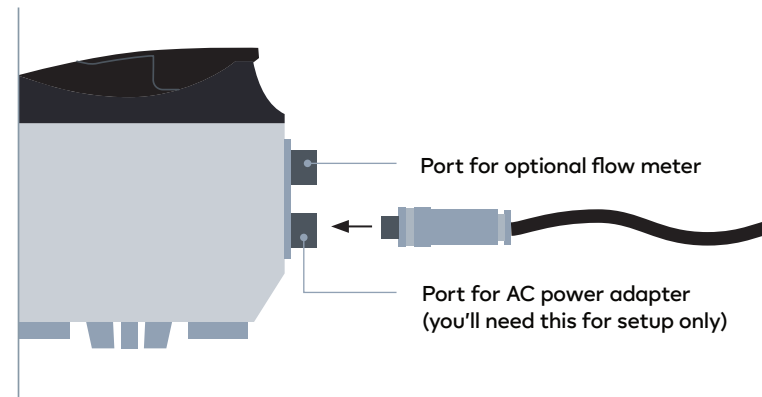 Port for optional flow meter
Port for AC power adapter
(you'll need this for setup only)